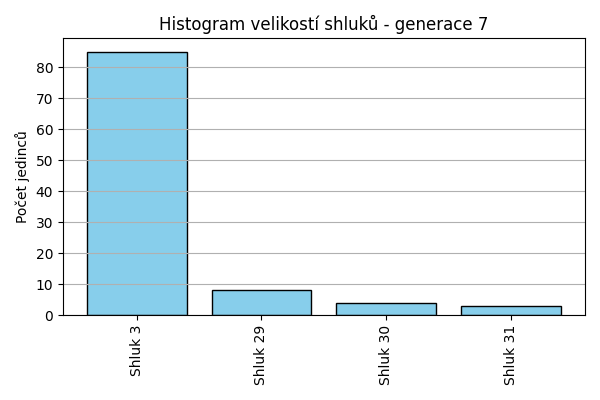 Histogram velikostí shluků - generace 7
Počet jedinců
80
70
60
50
40
30
20
10
0
Shluk 3
Shluk 29
Shluk 30
Shluk 31